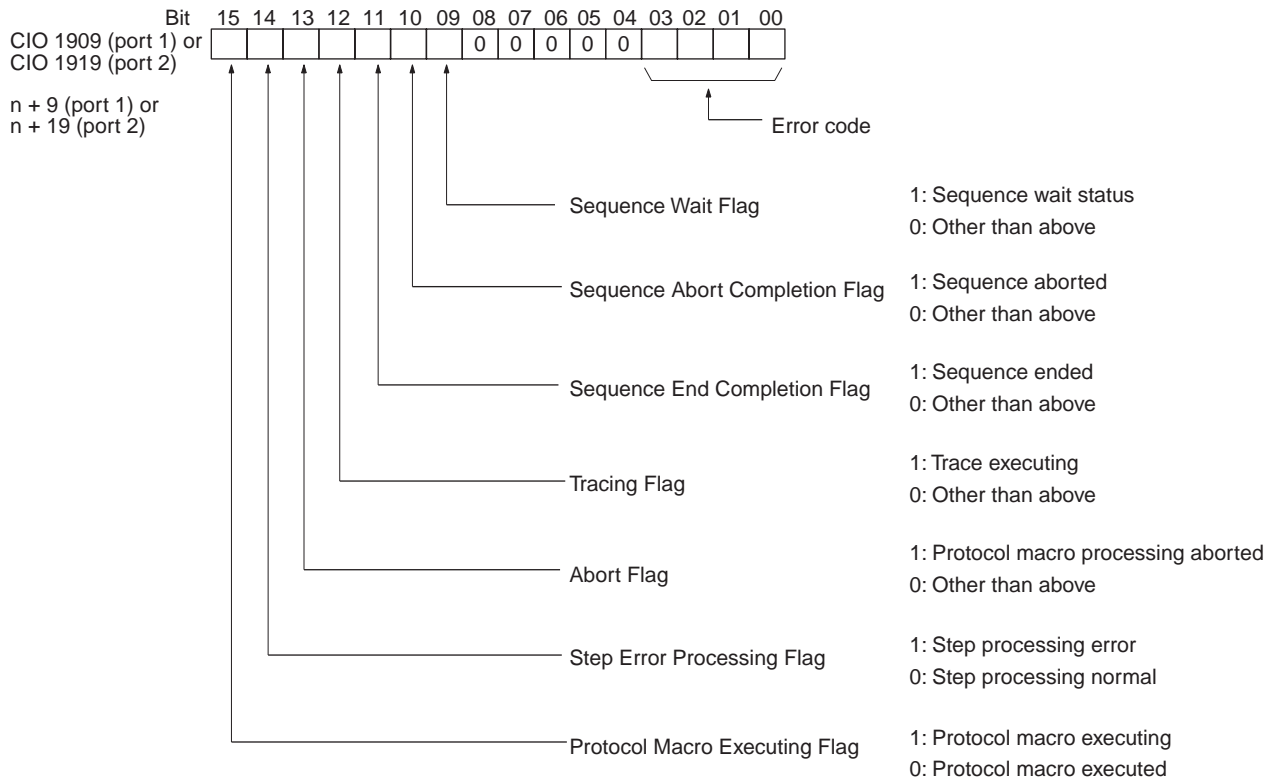 Bit 15 14 13 12 11 10 09 08 07 06 05 04 03 02 01 00
CIO 1909 (port 1) or
CIO 1919 (port 2)
0 0 0 0 0
n + 9 (port 1) or
n + 19 (port 2)
Error code
Sequence Wait Flag
1: Sequence wait status
0: Other than above
Sequence Abort Completion Flag
1: Sequence aborted
0: Other than above
Sequence End Completion Flag
1: Sequence ended
0: Other than above
Tracing Flag
1: Trace executing
0: Other than above
Abort Flag
1: Protocol macro processing aborted
0: Other than above
Step Error Processing Flag
1: Step processing error
0: Step processing normal
Protocol Macro Executing Flag
1: Protocol macro executing
0: Protocol macro executed